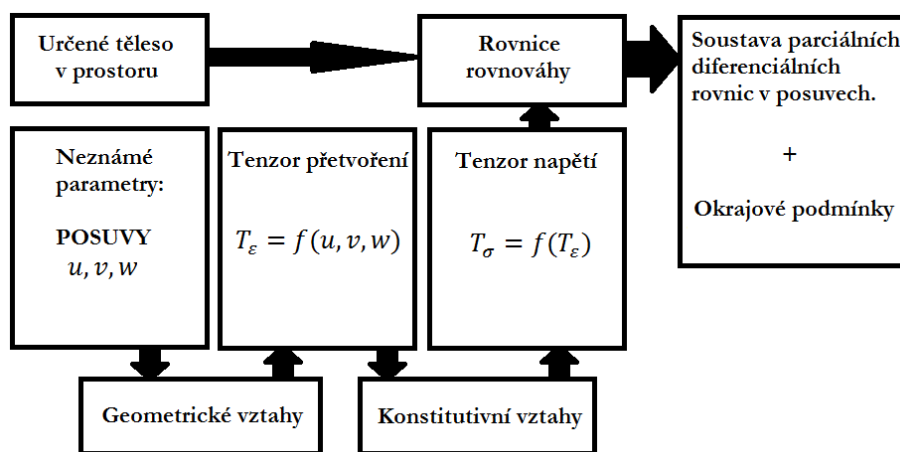 Určené těleso
v prostoru
Rovnice
rovnováhy
Soustava parciálních
diferenciálních
rovnic v posuvech.
+
Okrajové podmínky
Neznámé
parametry:
POSUVY
u, v, w
Tenzor přetvoření
T_ε = f(u, v, w)
Tenzor napětí
T_σ = f(T_ε)
Geometrické vztahy
Konstitutivní vztahy